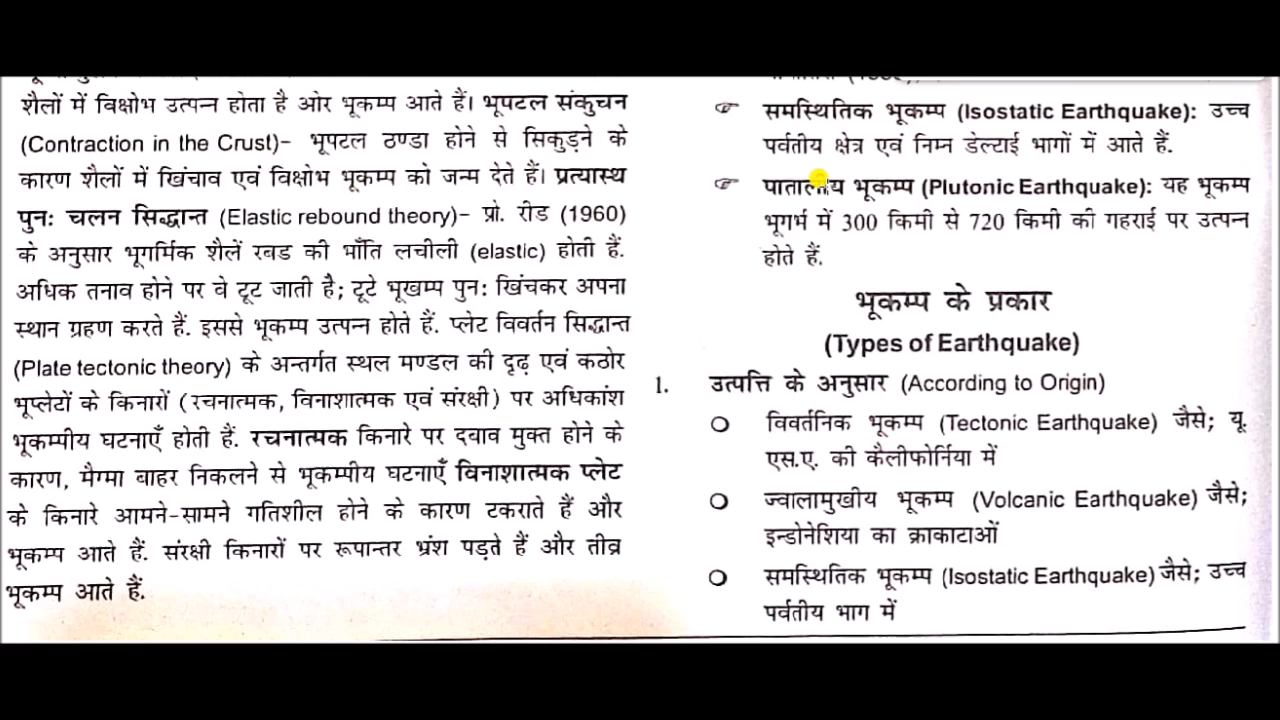 शैलों में विक्षोभ उत्पन्न होता है ओर भूकम्प आते हैं। भूपटल संकुचन
(Contraction in the Crust)- भूपटल ठण्डा होने से सिकुड़ने के
कारण शैलों में खिंचाव एवं विक्षोभ भूकम्प को जन्म देते हैं। प्रत्यास्थ
पुनः चलन सिद्धान्त (Elastic rebound theory)- प्रो. रीड (1960)
के अनुसार भूगर्मिक शैलें रबड की भाँति लचीली (elastic) होती हैं.
अधिक तनाव होने पर वे टूट जाती है; टूटे भूखम्प पुनः खिंचकर अपना
स्थान ग्रहण करते हैं. इससे भूकम्प उत्पन्न होते हैं. प्लेट विवर्तन सिद्धान्त
(Plate tectonic theory) के अन्तर्गत स्थल मण्डल की दृढ़ एवं कठोर
भूप्लेटों के किनारों (रचनात्मक, विनाशात्मक एवं संरक्षी) पर अधिकांश
भूकम्पीय घटनाएँ होती हैं. रचनात्मक किनारे पर दवाव मुक्त होने के
कारण, मैग्मा बाहर निकलने से भूकम्पीय घटनाएँ विनाशात्मक प्लेट
के किनारे आमने-सामने गतिशील होने के कारण टकराते हैं और
भूकम्प आते हैं. संरक्षी किनारों पर रूपान्तर भ्रंश पड़ते हैं और तीव्र
भूकम्प आते हैं.
☞ समस्थितिक भूकम्प (Isostatic Earthquake): उच्च
पर्वतीय क्षेत्र एवं निम्न डेल्टाई भागों में आते हैं.
☞ पातालीय भूकम्प (Plutonic Earthquake): यह भूकम्प
भूगर्भ में 300 किमी से 720 किमी की गहराई पर उत्पन्न
होते हैं.
भूकम्प के प्रकार
(Types of Earthquake)
1. उत्पत्ति के अनुसार (According to Origin)
○ विवर्तनिक भूकम्प (Tectonic Earthquake) जैसे; यू.
एस.ए. की कैलीफोर्निया में
○ ज्वालामुखीय भूकम्प (Volcanic Earthquake) जैसे;
इन्डोनेशिया का क्राकाटाओं
○ समस्थितिक भूकम्प (Isostatic Earthquake) जैसे; उच्च
पर्वतीय भाग में